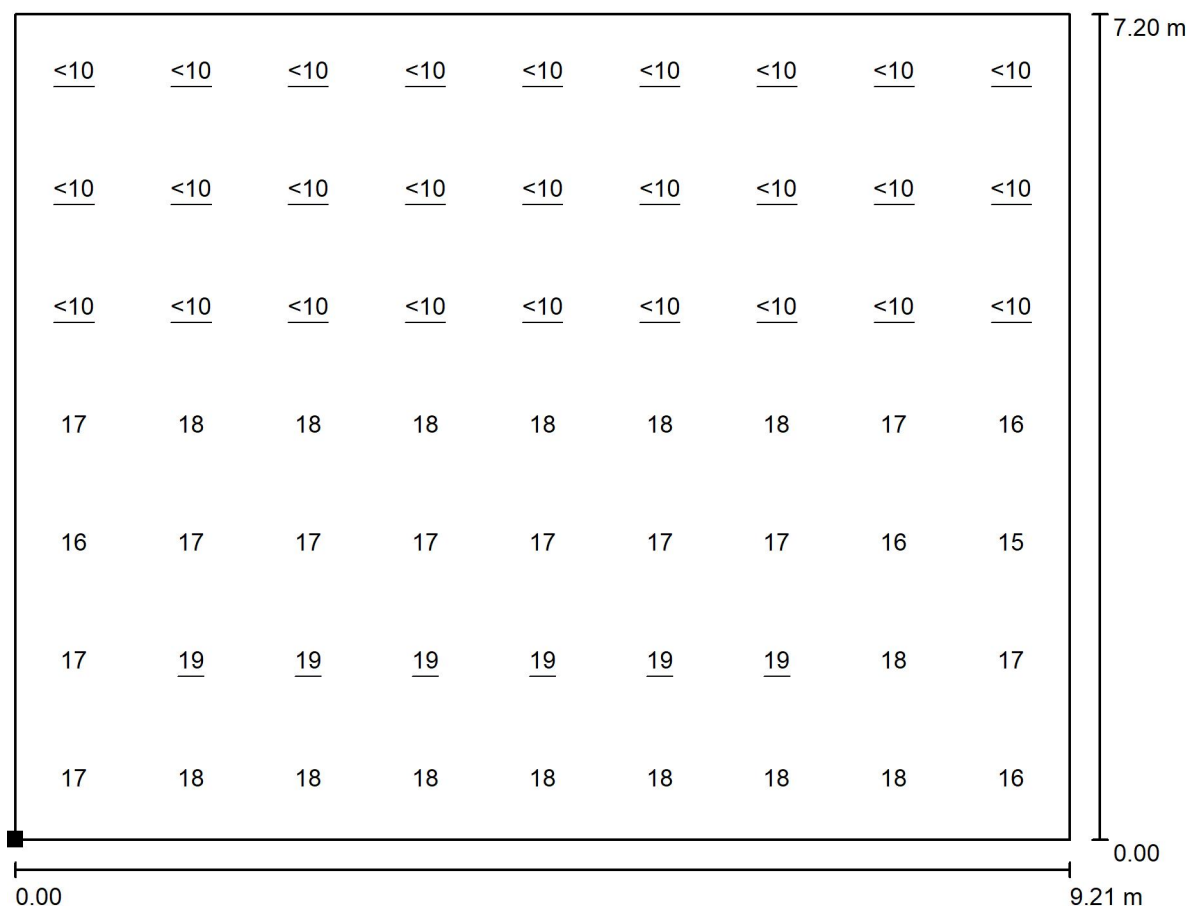 7.20 m
<10 <10 <10 <10 <10 <10 <10 <10 <10
<10 <10 <10 <10 <10 <10 <10 <10 <10
<10 <10 <10 <10 <10 <10 <10 <10 <10
17 18 18 18 18 18 18 17 16
16 17 17 17 17 17 17 16 15
17 19 19 19 19 19 19 18 17
17 18 18 18 18 18 18 18 16
0.00
0.00 9.21 m